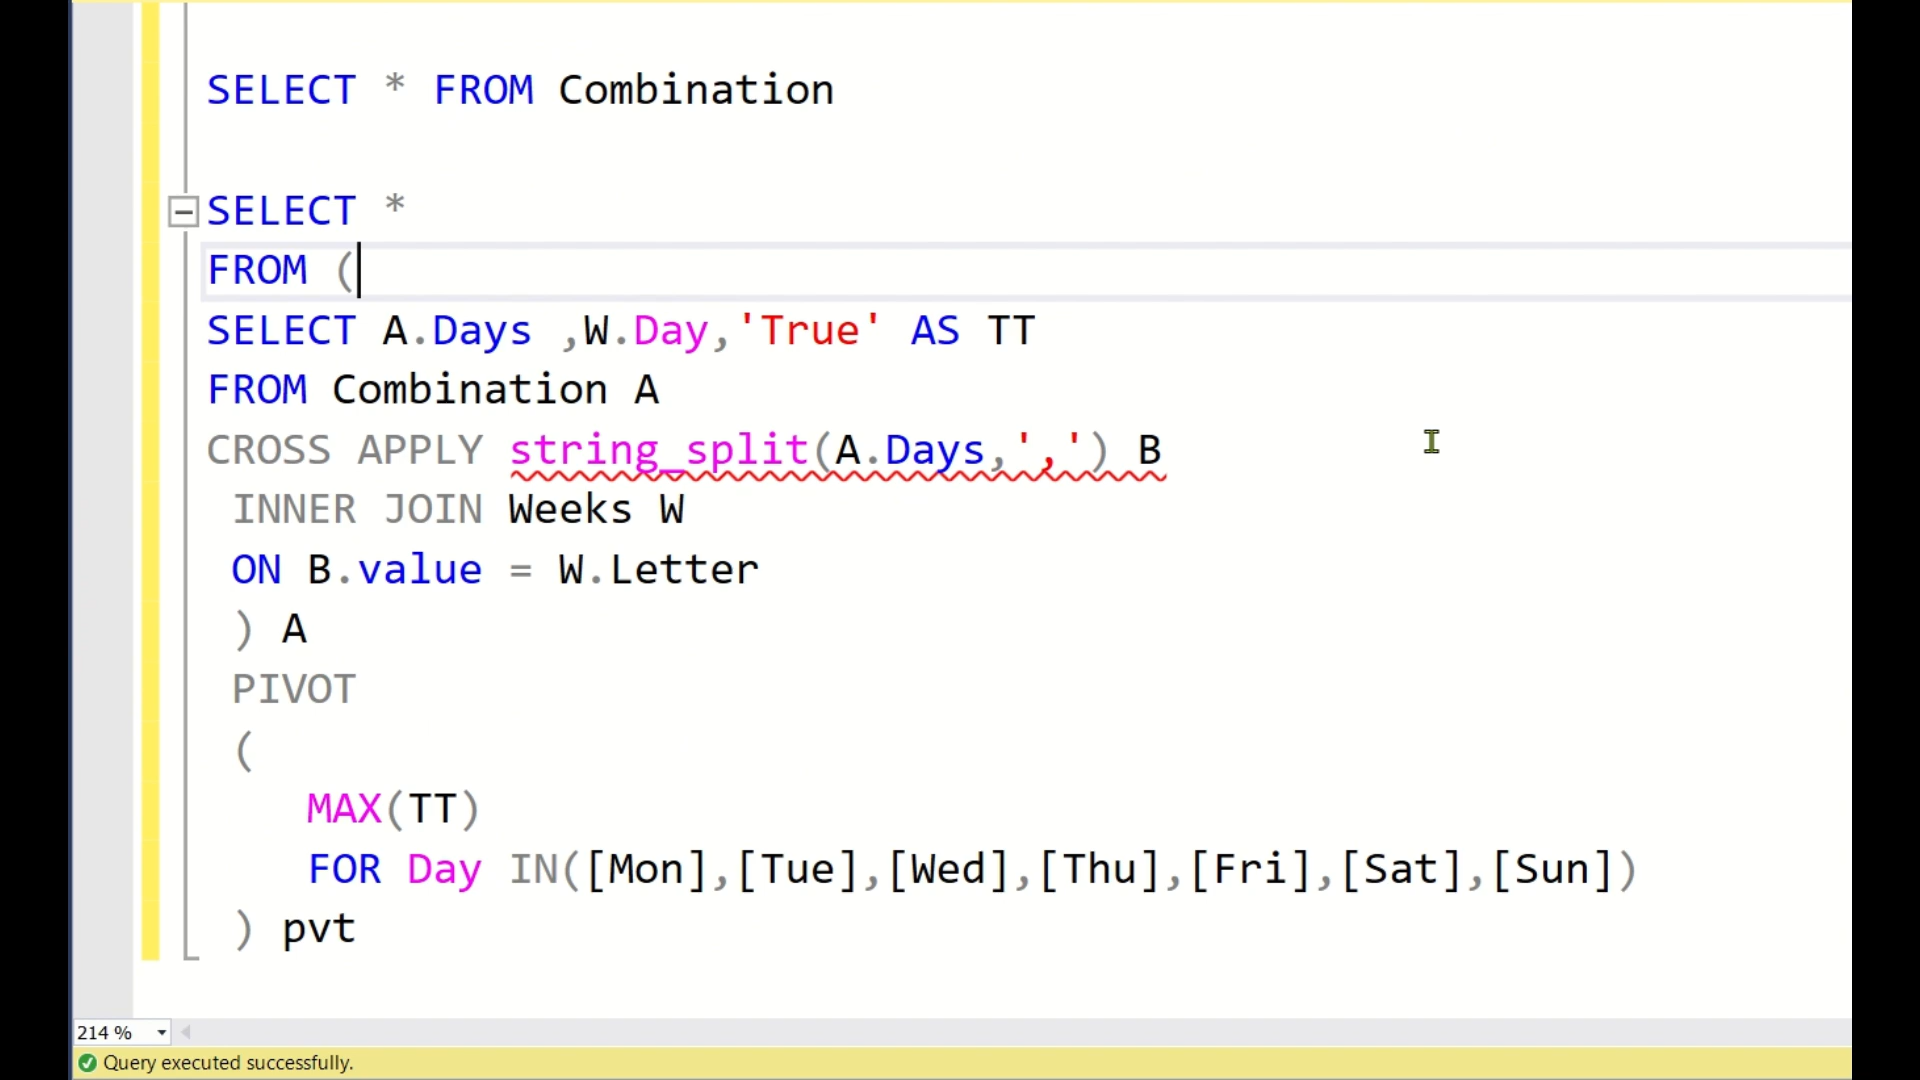 SELECT * FROM Combination
SELECT *
FROM (
SELECT A.Days ,W.Day,'True' AS TT
FROM Combination A
CROSS APPLY string_split(A.Days,',') B
INNER JOIN Weeks W
ON B.value = W.Letter
) A
PIVOT
(
MAX(TT)
FOR Day IN([Mon],[Tue],[Wed],[Thu],[Fri],[Sat],[Sun])
) pvt
214 %
Query executed successfully.